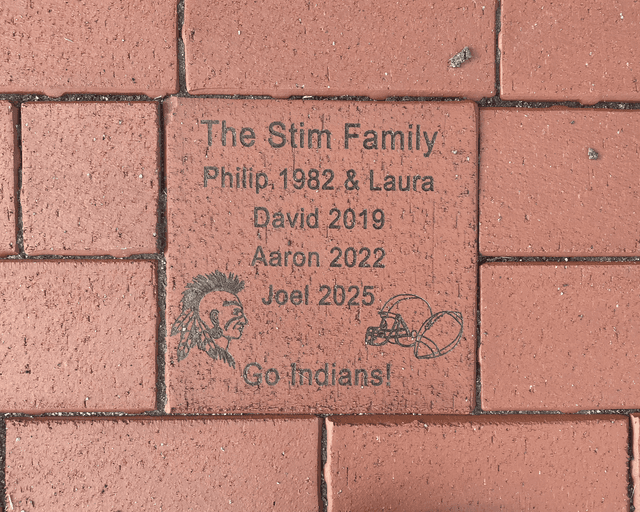 The Stim Family
Philip 1982 & Laura
David 2019
Aaron 2022
Joel 2025
Go Indians!